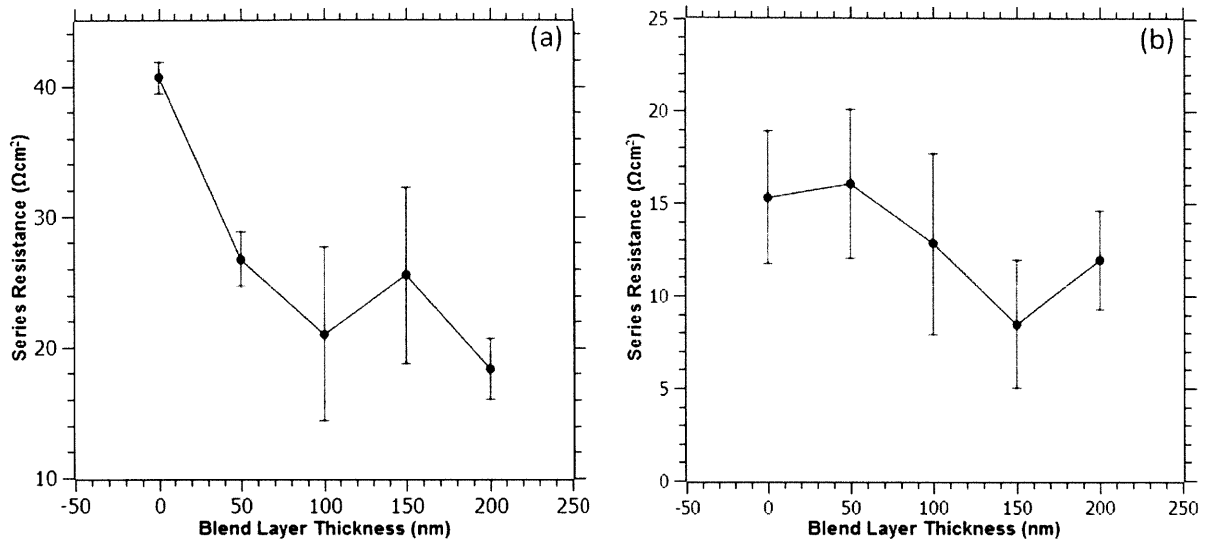 (a)
Series Resistance (Ωcm²)
40
30
20
10
-50 0 50 100 150 200 250
Blend Layer Thickness (nm)
(b)
Series Resistance (Ωcm²)
25
20
15
10
5
0
-50 0 50 100 150 200 250
Blend Layer Thickness (nm)